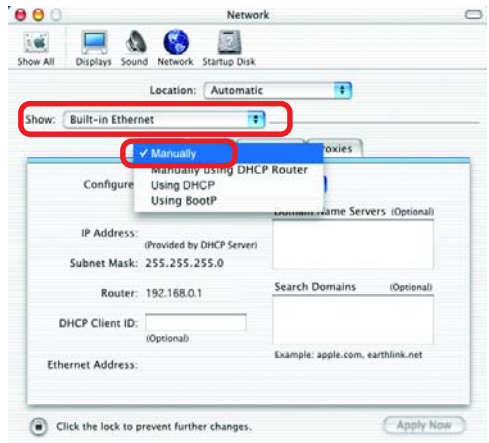 Network
Show All Displays Sound Network Startup Disk
Location: Automatic
Show: Built-in Ethernet
✓ Manually
Manually using DHCP Router
Using DHCP
Using BootP
Proxies
Configure
Domain Name Servers (Optional)
IP Address:
(Provided by DHCP Server)
Subnet Mask: 255.255.255.0
Router: 192.168.0.1
Search Domains (Optional)
DHCP Client ID:
(Optional)
Example: apple.com, earthlink.net
Ethernet Address:
Click the lock to prevent further changes.
Apply Now